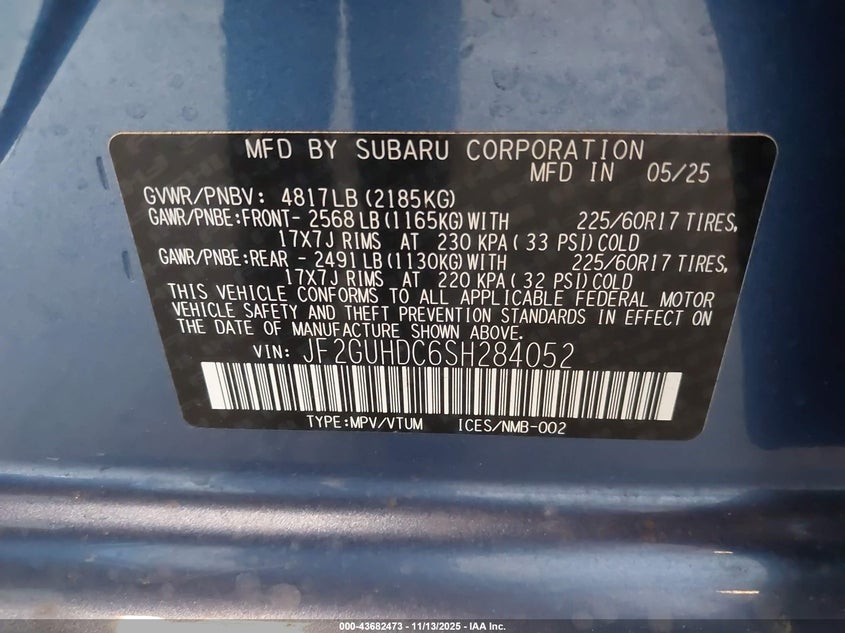 MFD BY SUBARU CORPORATION
MFD IN 05/25
GVWR/PNBV: 4817LB (2185KG)
GAWR/PNBE:FRONT- 2568 LB (1165KG) WITH 225/60R17 TIRES,
17X7J RIMS AT 230 KPA ( 33 PSI) COLD
GAWR/PNBE:REAR - 2491 LB (1130KG) WITH 225/60R17 TIRES,
17X7J RIMS AT 220 KPA ( 32 PSI) COLD
THIS VEHICLE CONFORMS TO ALL APPLICABLE FEDERAL MOTOR
VEHICLE SAFETY AND THEFT PREVENTION STANDARDS IN EFFECT ON
THE DATE OF MANUFACTURE SHOWN ABOVE.
VIN: JF2GUHDC6SH284052
TYPE:MPV/VTUM ICES/NMB-002
000-43682473 - 11/13/2025 - IAA Inc.